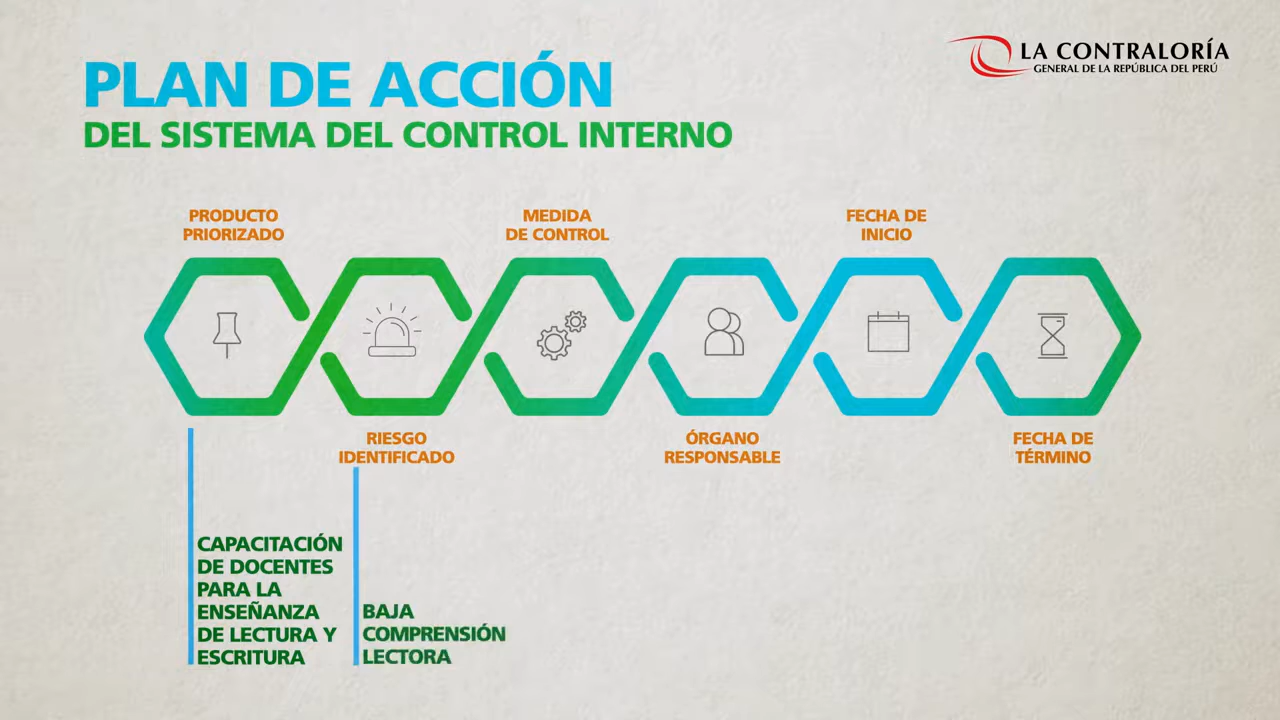 PLAN DE ACCIÓN
DEL SISTEMA DEL CONTROL INTERNO
LA CONTRALORÍA
GENERAL DE LA REPÚBLICA DEL PERÚ
PRODUCTO
PRIORIZADO
MEDIDA
DE CONTROL
FECHA DE
INICIO
RIESGO
IDENTIFICADO
ÓRGANO
RESPONSABLE
FECHA DE
TÉRMINO
CAPACITACIÓN
DE DOCENTES
PARA LA
ENSEÑANZA
DE LECTURA Y
ESCRITURA
BAJA
COMPRENSIÓN
LECTORA